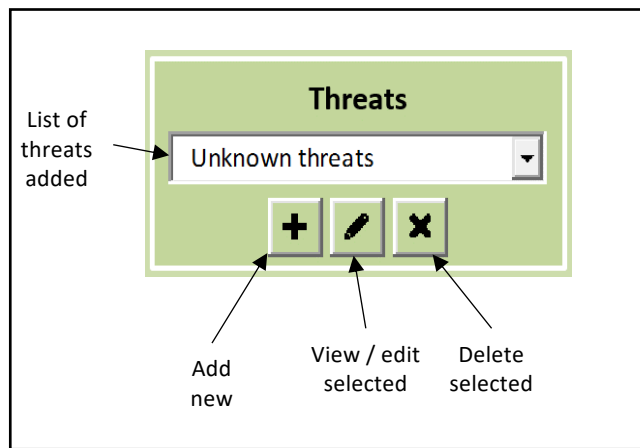 Threats
List of
threats
added
Unknown threats
Add
new
View / edit
selected
Delete
selected